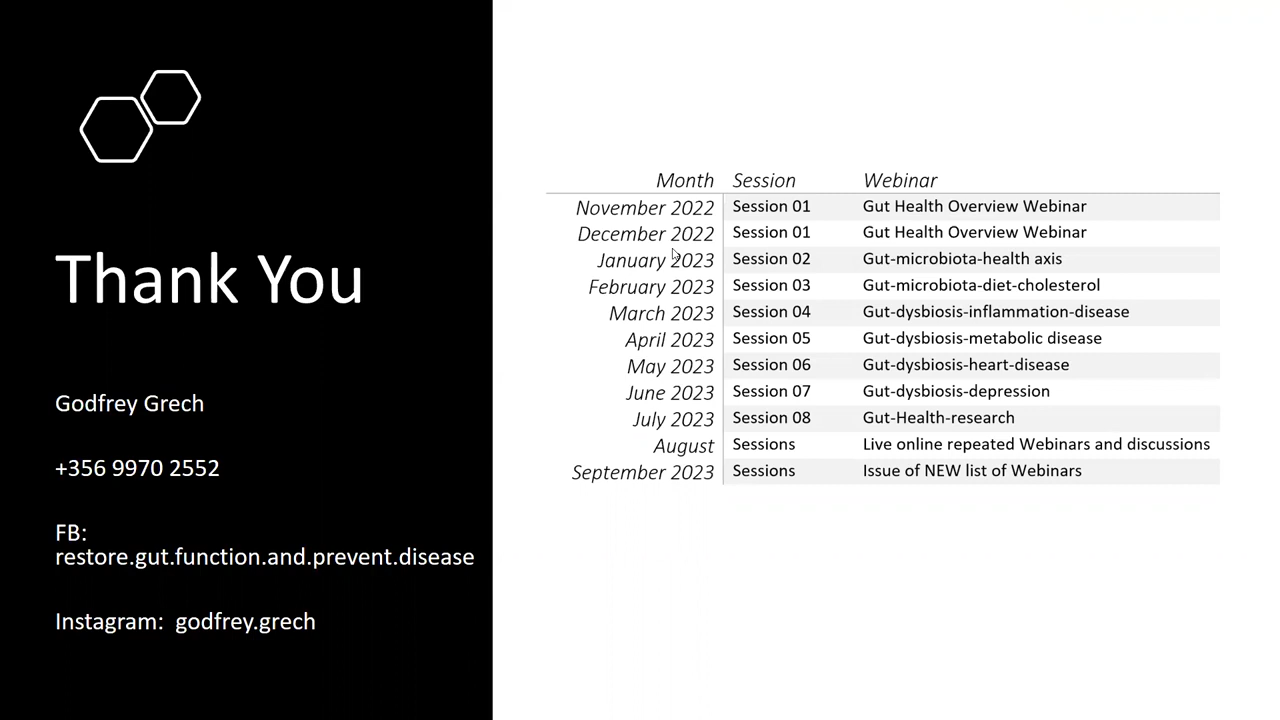 Thank You
Godfrey Grech
+356 9970 2552
FB:
restore.gut.function.and.prevent.disease
Instagram: godfrey.grech
Month Session Webinar
November 2022 Session 01 Gut Health Overview Webinar
December 2022 Session 01 Gut Health Overview Webinar
January 2023 Session 02 Gut-microbiota-health axis
February 2023 Session 03 Gut-microbiota-diet-cholesterol
March 2023 Session 04 Gut-dysbiosis-inflammation-disease
April 2023 Session 05 Gut-dysbiosis-metabolic disease
May 2023 Session 06 Gut-dysbiosis-heart-disease
June 2023 Session 07 Gut-dysbiosis-depression
July 2023 Session 08 Gut-Health-research
August Sessions Live online repeated Webinars and discussions
September 2023 Sessions Issue of NEW list of Webinars